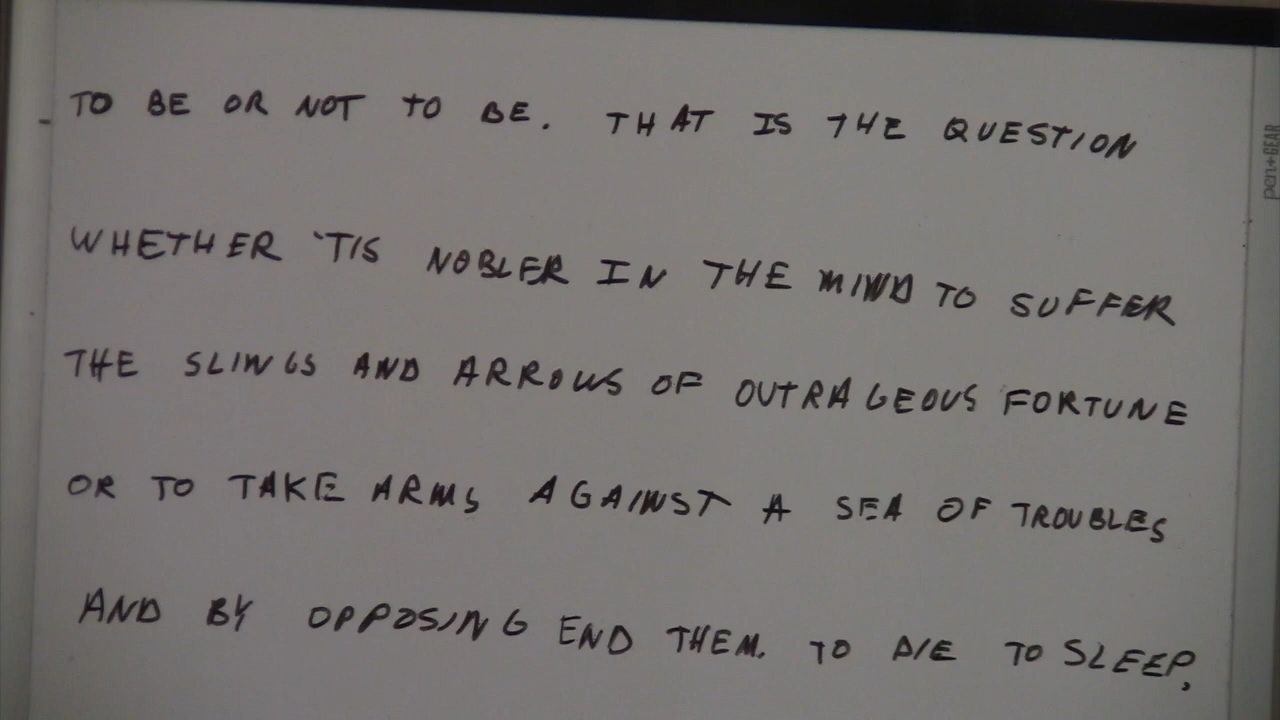 TO BE OR NOT TO BE. THAT IS THE QUESTION
WHETHER 'TIS NOBLER IN THE MIND TO SUFFER
THE SLINGS AND ARROWS OF OUTRAGEOUS FORTUNE
OR TO TAKE ARMS AGAINST A SEA OF TROUBLES
AND BY OPPOSING END THEM. TO DIE TO SLEEP,
pen+GEAR